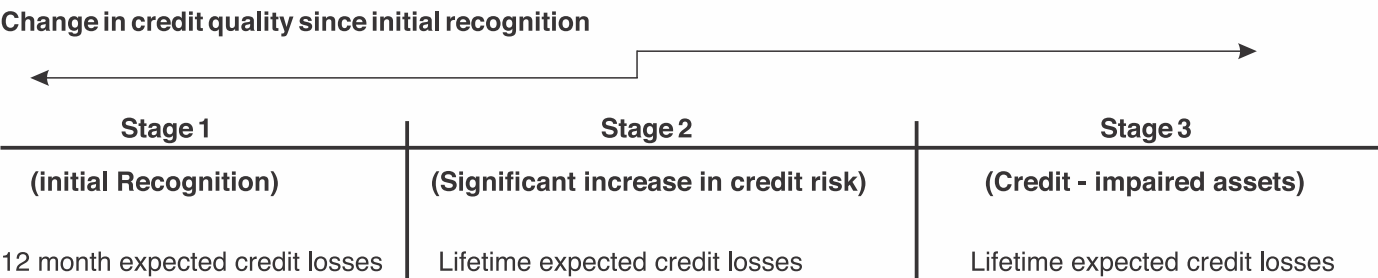 Change in credit quality since initial recognition
Stage 1 Stage 2 Stage 3
(initial Recognition) (Significant increase in credit risk) (Credit - impaired assets)
12 month expected credit losses Lifetime expected credit losses Lifetime expected credit losses